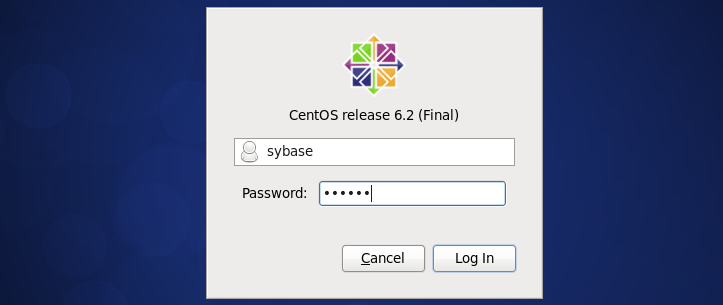 CentOS release 6.2 (Final)
sybase
Password: ••••••
Cancel Log In